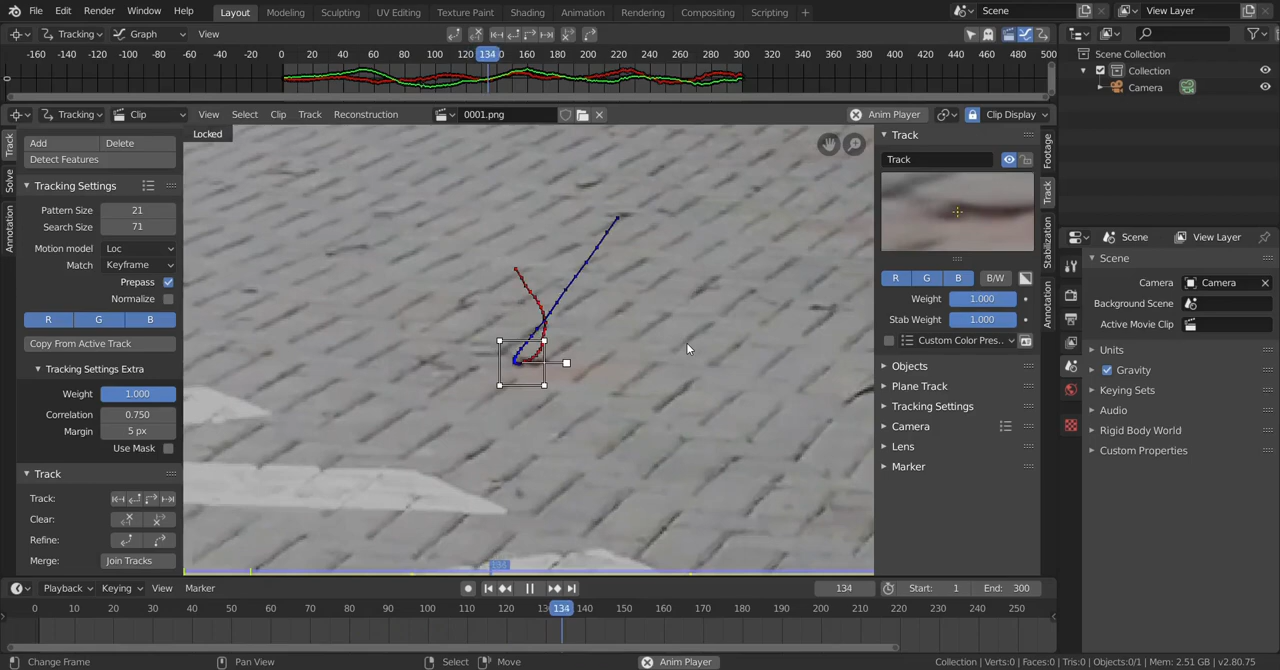 File Edit Render Window Help Layout Modeling Sculpting UV Editing Texture Paint Shading Animation Rendering Compositing Scripting + Scene View Layer
Tracking Graph View
-160 -140 -120 -100 -80 -60 -40 -20 0 20 40 60 80 100 120 134 160 180 200 220 240 260 280 300 320 340 360 380 400 420 440 460 480 500
0
Scene Collection
Collection
Camera
Tracking Clip View Select Clip Track Reconstruction 0001.png Anim Player Clip Display
Locked
Track
Solve
Annotation
Add Delete
Detect Features
Tracking Settings
Pattern Size 21
Search Size 71
Motion model Loc
Match Keyframe
Prepass
Normalize
R G B
Copy From Active Track
Tracking Settings Extra
Weight 1.000
Correlation 0.750
Margin 5 px
Use Mask
Track
Track:
Clear:
Refine:
Merge: Join Tracks
134
Track
Track
R G B B/W
Weight 1.000
Stab Weight 1.000
Custom Color Pres..
Objects
Plane Track
Tracking Settings
Camera
Lens
Marker
Footage
Track
Stabilization
Annotation
Scene View Layer
Scene
Camera Camera
Background Scene
Active Movie Clip
Units
Gravity
Keying Sets
Audio
Rigid Body World
Custom Properties
Playback Keying View Marker 134 Start: 1 End: 300
0 10 20 30 40 50 60 70 80 90 100 110 120 13 134 140 150 160 170 180 190 200 210 220 230 240 250
Change Frame Pan View Select Move Anim Player Collection | Verts:0 | Faces:0 | Tris:0 | Objects:0/1 | Mem: 2.51 GB | v2.80.75